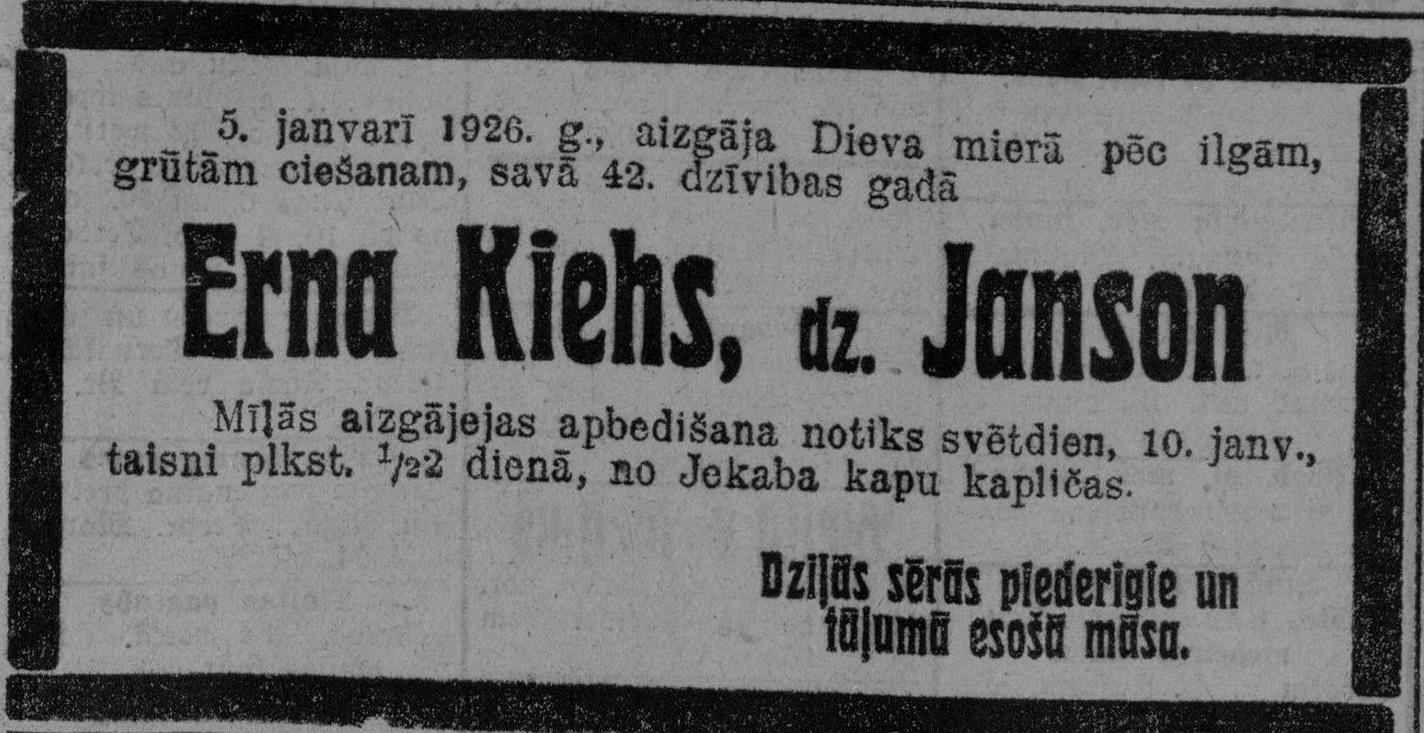 5. janvarī 1926. g., aizgāja Dieva mierā pēc ilgām,
grūtām ciešanam, savā 42. dzīvibas gadā
Erna Kiehs, dz. Janson
Mīļās aizgājejas apbedišana notiks svētdien, 10. janv.,
taisni plkst. ½2 dienā, no Jekaba kapu kapličas.
Dziļās sērās piederigie un
tāļumā esošā māsa.